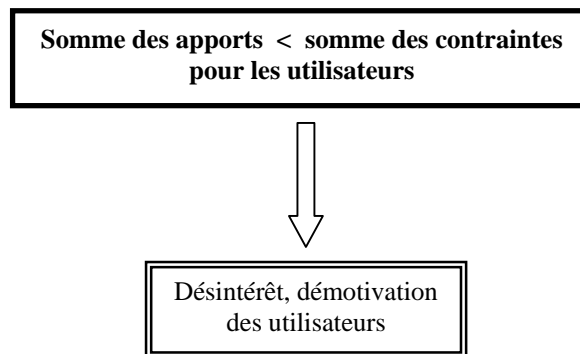 Somme des apports < somme des contraintes
pour les utilisateurs
Désintérêt, démotivation
des utilisateurs